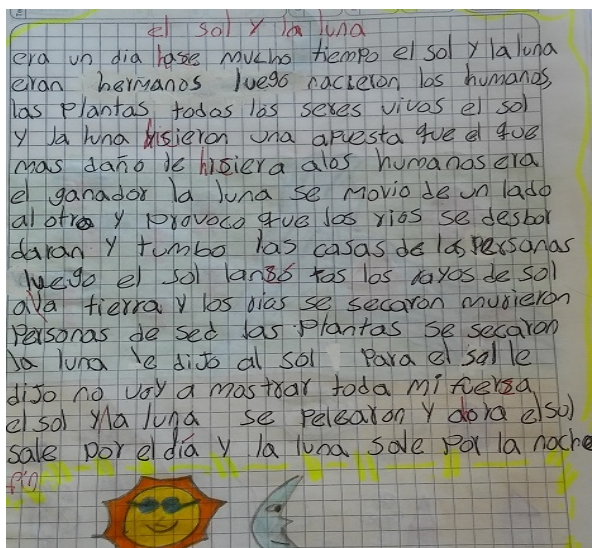 el sol y la luna
era un dia hase mucho tiempo el sol y la luna
eran hermanos luego nacieron los humanos,
las plantas todos los seres vivos el sol
y la luna hisieron una apuesta que el que
mas daño le hisiera alos humanos era
el ganador la luna se movio de un lado
al otro y provoco que los rios se desbor
daran y tumbo las casas de las personas
luego el sol lansó tos los rayos de sol
a la tierra y los rios se secaron murieron
personas de sed las plantas se secaron
la luna le dijo al sol para el sol le
dijo no voy a mostrar toda mi fuersa
el sol y la luna se pelearon y aora el sol
sale por el día y la luna sale por la noche
fin